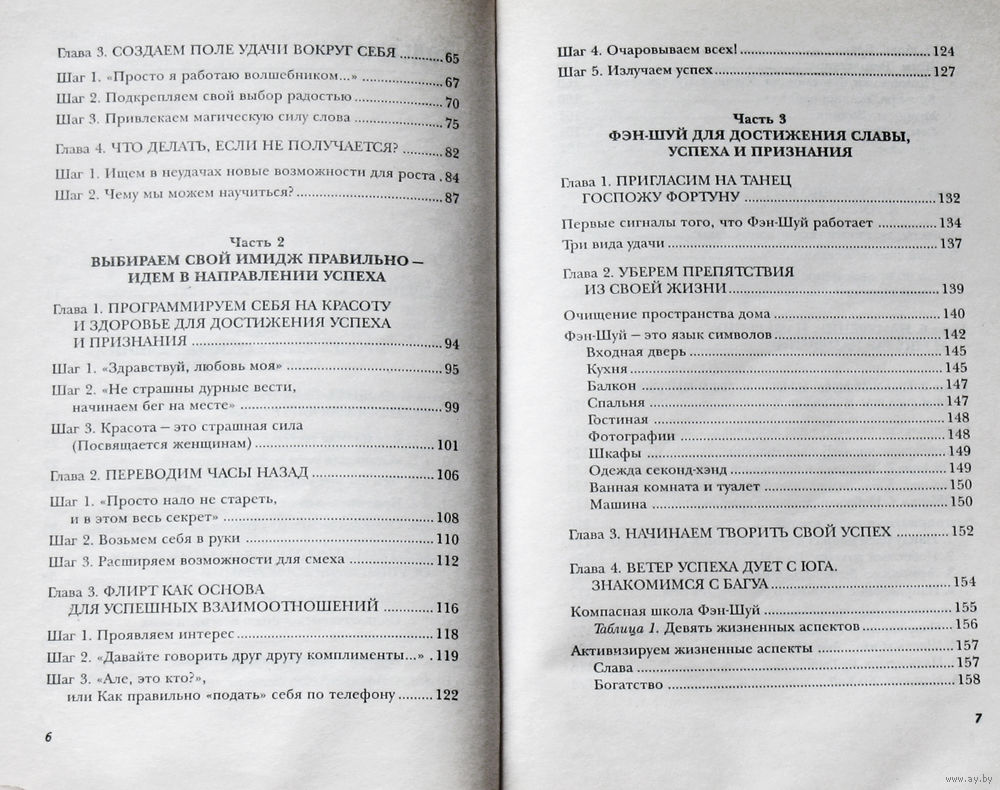 Глава 3. СОЗДАЕМ ПОЛЕ УДАЧИ ВОКРУГ СЕБЯ ...........65
Шаг 1. «Просто я работаю волшебником...» ...................67
Шаг 2. Подкрепляем свой выбор радостью....................70
Шаг 3. Привлекаем магическую силу слова....................75
Глава 4. ЧТО ДЕЛАТЬ, ЕСЛИ НЕ ПОЛУЧАЕТСЯ? ...........82
Шаг 1. Ищем в неудачах новые возможности для роста.84
Шаг 2. Чему мы можем научиться?..............................87
Часть 2
ВЫБИРАЕМ СВОЙ ИМИДЖ ПРАВИЛЬНО —
ИДЕМ В НАПРАВЛЕНИИ УСПЕХА
Глава 1. ПРОГРАММИРУЕМ СЕБЯ НА КРАСОТУ
И ЗДОРОВЬЕ ДЛЯ ДОСТИЖЕНИЯ УСПЕХА
И ПРИЗНАНИЯ ..................................................94
Шаг 1. «Здравствуй, любовь моя»..............................95
Шаг 2. «Не страшны дурные вести,
начинаем бег на месте» ........................................99
Шаг 3. Красота — это страшная сила
(Посвящается женщинам)....................................101
Глава 2. ПЕРЕВОДИМ ЧАСЫ НАЗАД .......................106
Шаг 1. «Просто нало не стареть,
и в этом весь секрет»..........................................108
Шаг 2. Возьмем себя в руки ....................................110
Шаг 3. Расширяем возможности для смеха .................112
Глава 3. ФЛИРТ КАК ОСНОВА
ДЛЯ УСПЕШНЫХ ВЗАИМООТНОШЕНИЙ .............116
Шаг 1. Проявляем интерес.......................................118
Шаг 2. «Давайте говорить друг другу комплименты...» .119
Шаг 3. «Але, это кто?»,
или Как правильно «подать» себя по телефону ........122
6
Шаг 4. Очаровываем всех!.......................................124
Шаг 5. Излучаем успех...........................................127
Часть 3
ФЭН-ШУЙ ДЛЯ ДОСТИЖЕНИЯ СЛАВЫ,
УСПЕХА И ПРИЗНАНИЯ
Глава 1. ПРИГЛАСИМ НА ТАНЕЦ
ГОСПОЖУ ФОРТУНУ .......................................132
Первые сигналы того, что Фэн-Шуй работает .............134
Три вида удачи ...................................................137
Глава 2. УБЕРЕМ ПРЕПЯТСТВИЯ
ИЗ СВОЕЙ ЖИЗНИ...........................................139
Очищение пространства дома ................................140
Фэн-Шуй — это язык символов ..............................142
Входная дверь ..................................................145
Кухня............................................................145
Балкон ..........................................................147
Спальня .........................................................147
Гостиная ........................................................148
Фотографии ....................................................148
Шкафы ..........................................................149
Одежда секонд-хэнд ..........................................149
Ванная комната и туалет .....................................150
Машина .........................................................150
Глава 3. НАЧИНАЕМ ТВОРИТЬ СВОЙ УСПЕХ ............152
Глава 4. ВЕТЕР УСПЕХА ДУЕТ С ЮГА.
ЗНАКОМИМСЯ С БАГУА....................................154
Компасная школа Фэн-Шуй ..................................155
Таблица 1. Девять жизненных аспектов...................156
Активизируем жизненные аспекты .........................157
Слава ............................................................157
Богатство .......................................................158
7
www.ay.by